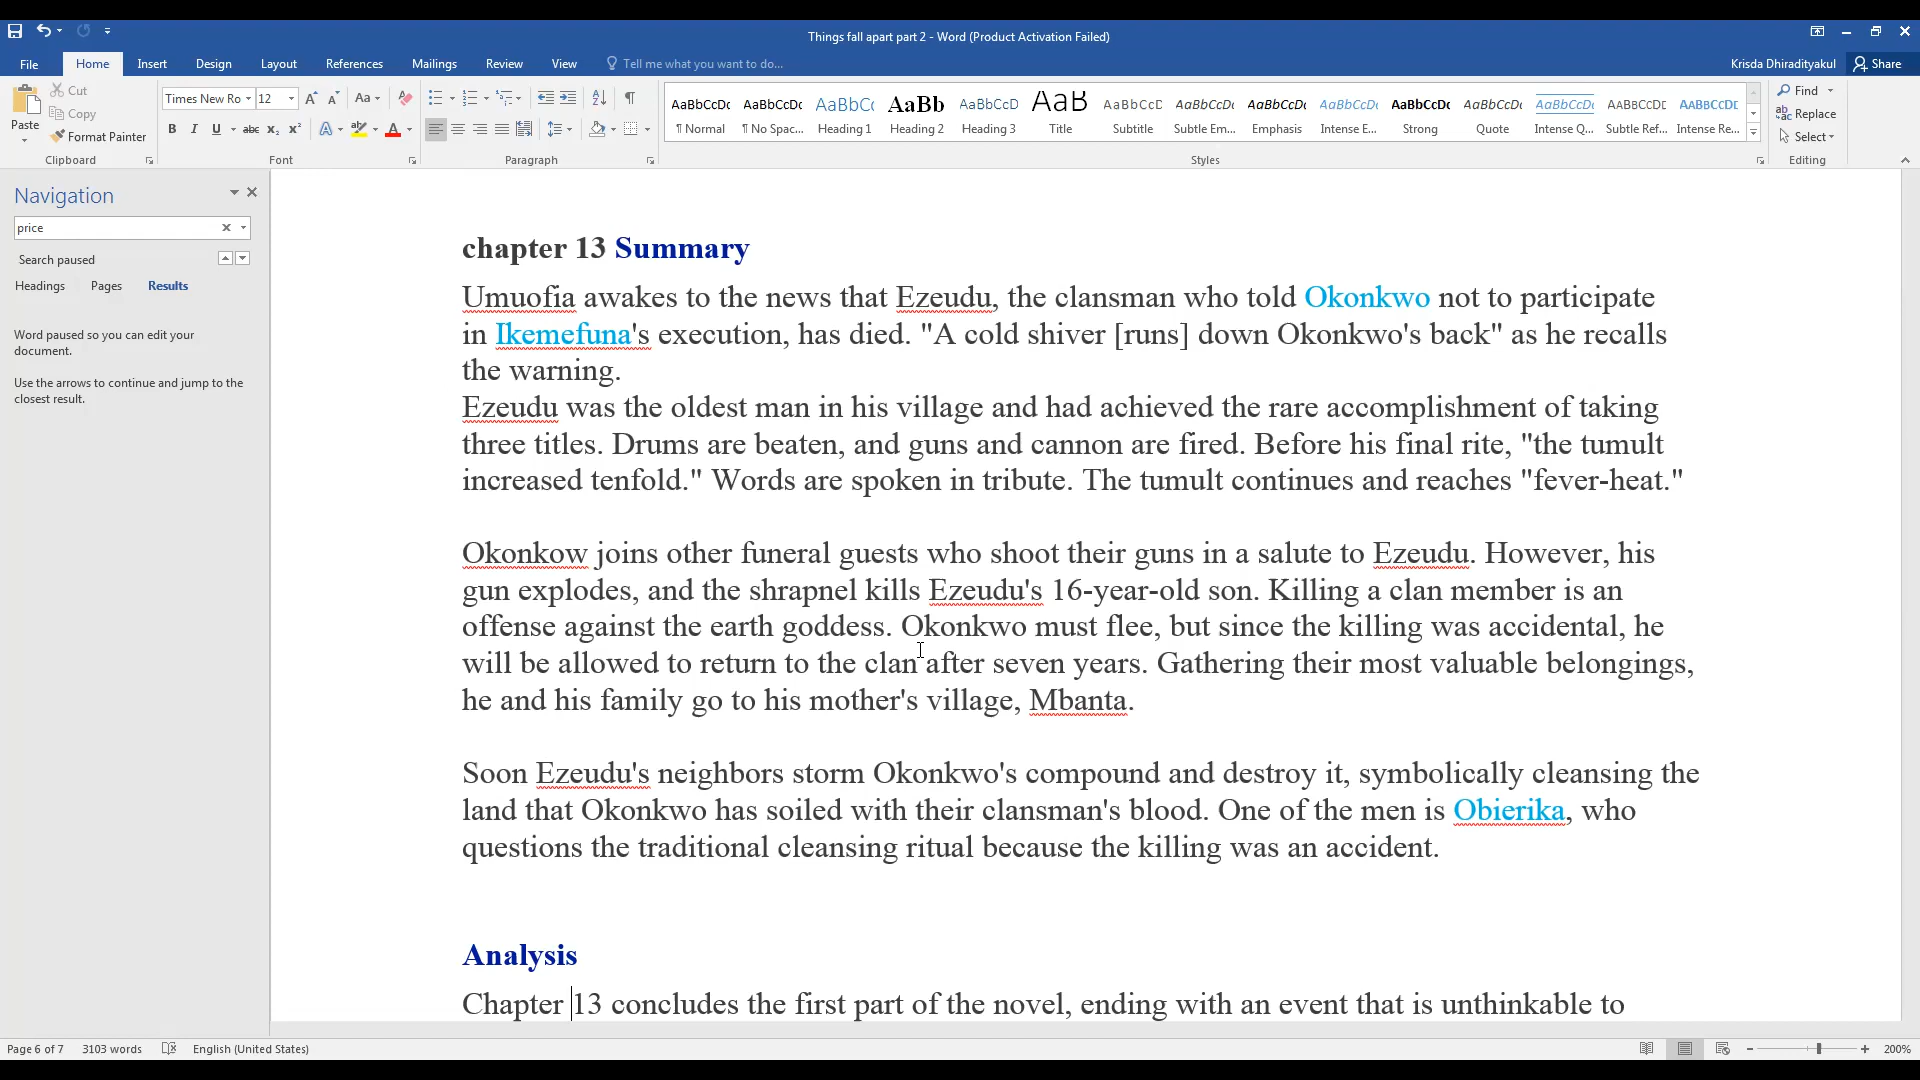 Things fall apart part 2 - Word (Product Activation Failed)
File Home Insert Design Layout References Mailings Review View Tell me what you want to do... Krisda Dhiradityakul Share
Paste Cut Copy Format Painter
Times New Ro 12
AaBbCcDc AaBbCcDc AaBbCc AaBb AaBbCcD AaB AaBbCcD AaBbCcDc AaBbCcDc AaBbCcDc AaBbCcDc AaBbCcDc AaBbCcDc AABBCCDE AABBCCDE
¶ Normal ¶ No Spac... Heading 1 Heading 2 Heading 3 Title Subtitle Subtle Em... Emphasis Intense E... Strong Quote Intense Q... Subtle Ref... Intense Re...
Find Replace Select
Clipboard Font Paragraph Styles Editing
Navigation
price
Search paused
Headings Pages Results
Word paused so you can edit your
document.
Use the arrows to continue and jump to the
closest result.
chapter 13 Summary
Umuofia awakes to the news that Ezeudu, the clansman who told Okonkwo not to participate
in Ikemefuna's execution, has died. "A cold shiver [runs] down Okonkwo's back" as he recalls
the warning.
Ezeudu was the oldest man in his village and had achieved the rare accomplishment of taking
three titles. Drums are beaten, and guns and cannon are fired. Before his final rite, "the tumult
increased tenfold." Words are spoken in tribute. The tumult continues and reaches "fever-heat."
Okonkow joins other funeral guests who shoot their guns in a salute to Ezeudu. However, his
gun explodes, and the shrapnel kills Ezeudu's 16-year-old son. Killing a clan member is an
offense against the earth goddess. Okonkwo must flee, but since the killing was accidental, he
will be allowed to return to the clan after seven years. Gathering their most valuable belongings,
he and his family go to his mother's village, Mbanta.
Soon Ezeudu's neighbors storm Okonkwo's compound and destroy it, symbolically cleansing the
land that Okonkwo has soiled with their clansman's blood. One of the men is Obierika, who
questions the traditional cleansing ritual because the killing was an accident.
Analysis
Chapter 13 concludes the first part of the novel, ending with an event that is unthinkable to
Page 6 of 7 3103 words English (United States) 200%